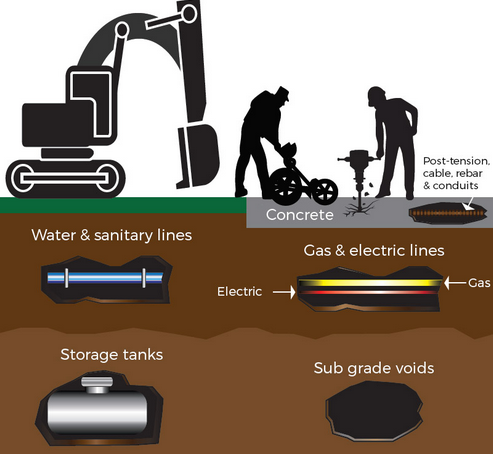 Post-tension,
cable, rebar
& conduits
Concrete
Water & sanitary lines
Gas & electric lines
Electric
Gas
Storage tanks
Sub grade voids